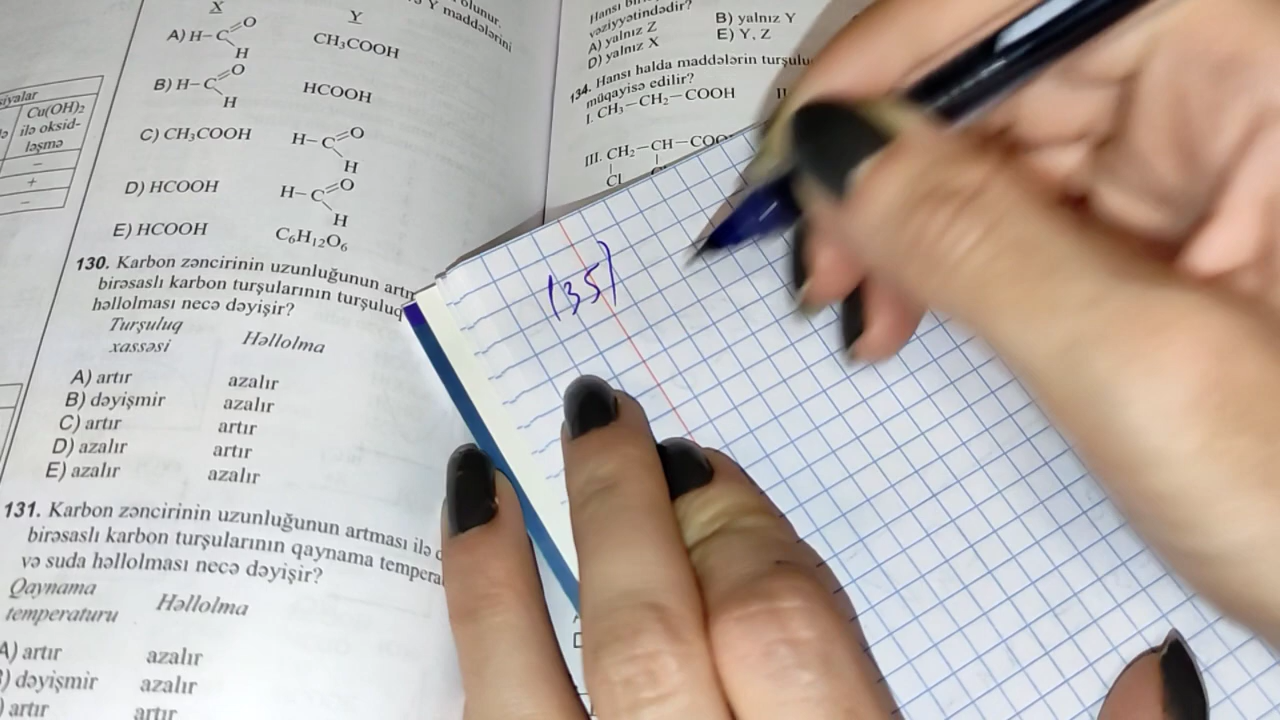 olunur.
Y maddələrini
X Y
A) H–C O H CH₃COOH
B) H–C O H HCOOH
C) CH₃COOH H–C O H
D) HCOOH H–C O H
E) HCOOH C₆H₁₂O₆
130. Karbon zəncirinin uzunluğunun
birəsaslı karbon turşularının
həllolması necə dəyişir?
Turşuluq
xassəsi Həllolma
A) artır azalır
B) dəyişmir azalır
C) artır artır
D) azalır artır
E) azalır azalır
131. Karbon zəncirinin uzunluğunun artması ilə
birəsaslı karbon turşularının qaynama
və suda həllolması necə dəyişir?
Qaynama
temperaturu Həllolma
A) artır azalır
) dəyişmir azalır
) artır artır
Cu(OH)₂
ilə oksid-
ləşmə
–
+
–
Hansı
vəziyyətindədir?
A) yalnız Z B) yalnız Y
D) yalnız X E) Y, Z
134. Hansı halda maddələrin
müqayisə edilir?
I. CH₃–CH₂–COOH
III. CH₂–CH–
Cl
135)